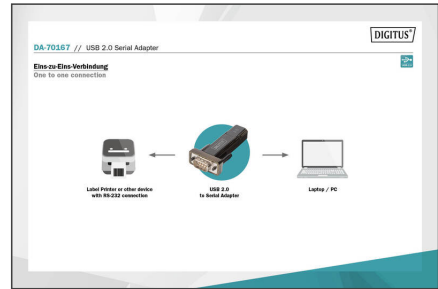 DIGITUS®
DA-70167 // USB 2.0 Serial Adapter
Eins-zu-Eins-Verbindung
One to one connection
Label Printer or other device
with RS-232 connection
USB 2.0
to Serial Adapter
Laptop / PC